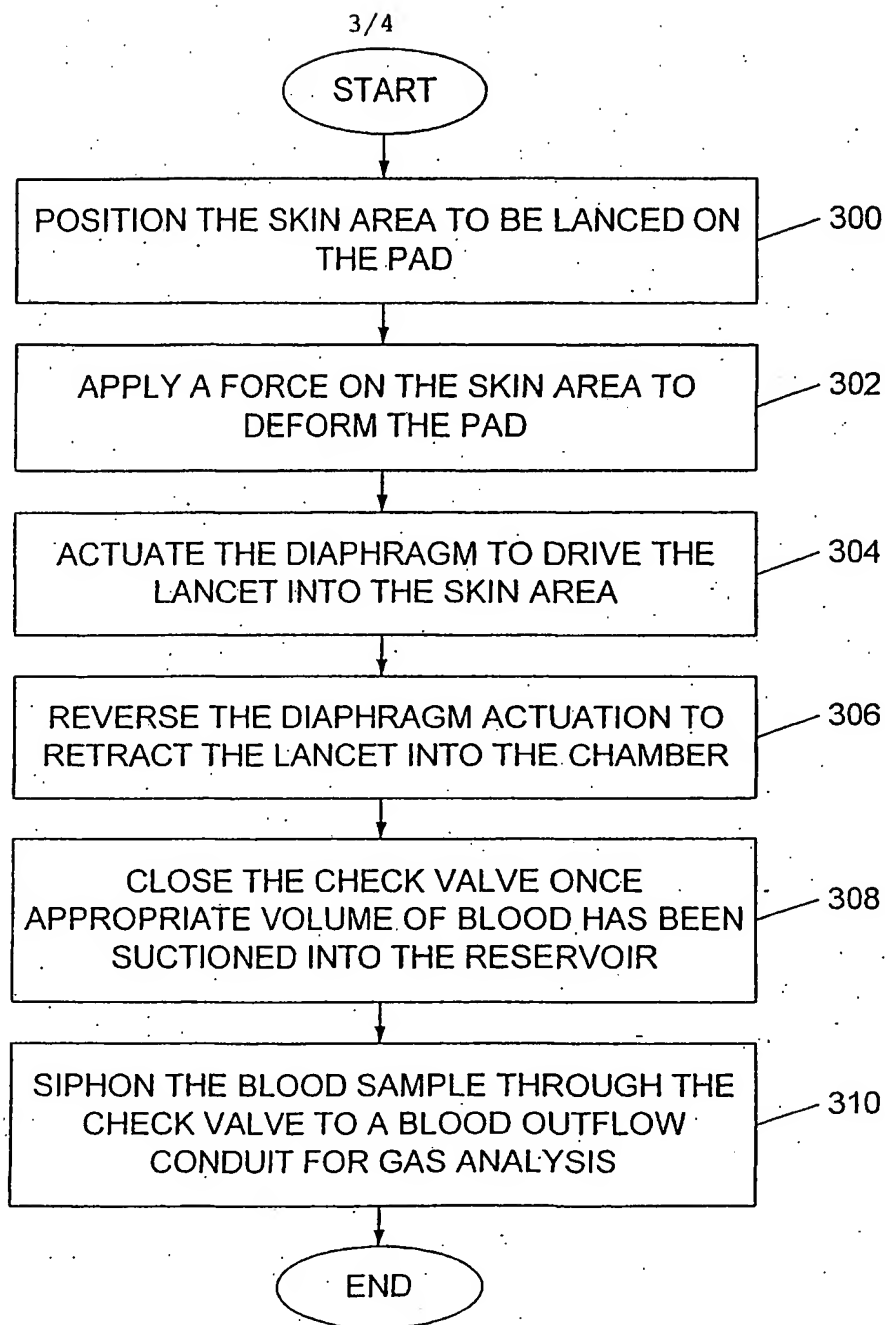 3/4
START
POSITION THE SKIN AREA TO BE LANCED ON
THE PAD
300
APPLY A FORCE ON THE SKIN AREA TO
DEFORM THE PAD
302
ACTUATE THE DIAPHRAGM TO DRIVE THE
LANCET INTO THE SKIN AREA
304
REVERSE THE DIAPHRAGM ACTUATION TO
RETRACT THE LANCET INTO THE CHAMBER
306
CLOSE THE CHECK VALVE ONCE
APPROPRIATE VOLUME OF BLOOD HAS BEEN
SUCTIONED INTO THE RESERVOIR
308
SIPHON THE BLOOD SAMPLE THROUGH THE
CHECK VALVE TO A BLOOD OUTFLOW
CONDUIT FOR GAS ANALYSIS
310
END